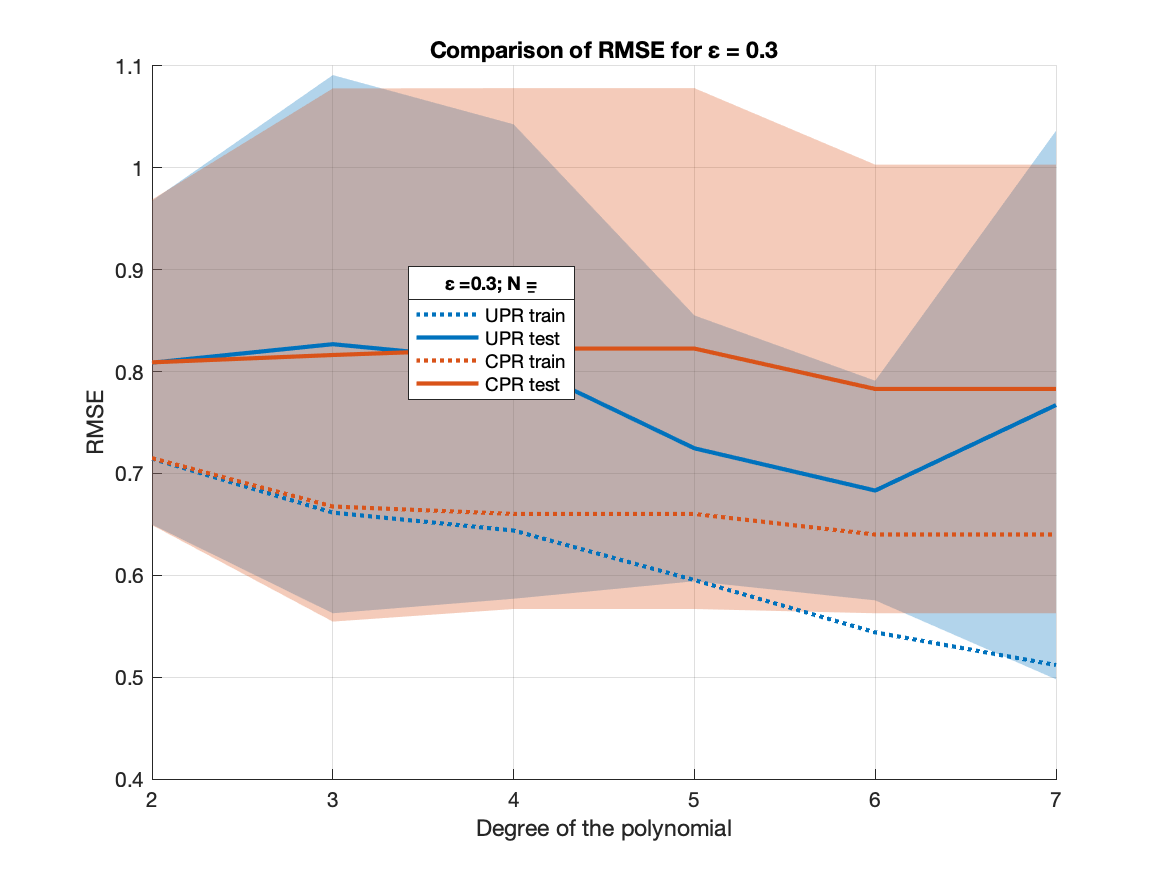 Comparison of RMSE for ε = 0.3
1.1
1
0.9
0.8
0.7
0.6
0.5
0.4
RMSE
ε =0.3; N =
UPR train
UPR test
CPR train
CPR test
2 3 4 5 6 7
Degree of the polynomial